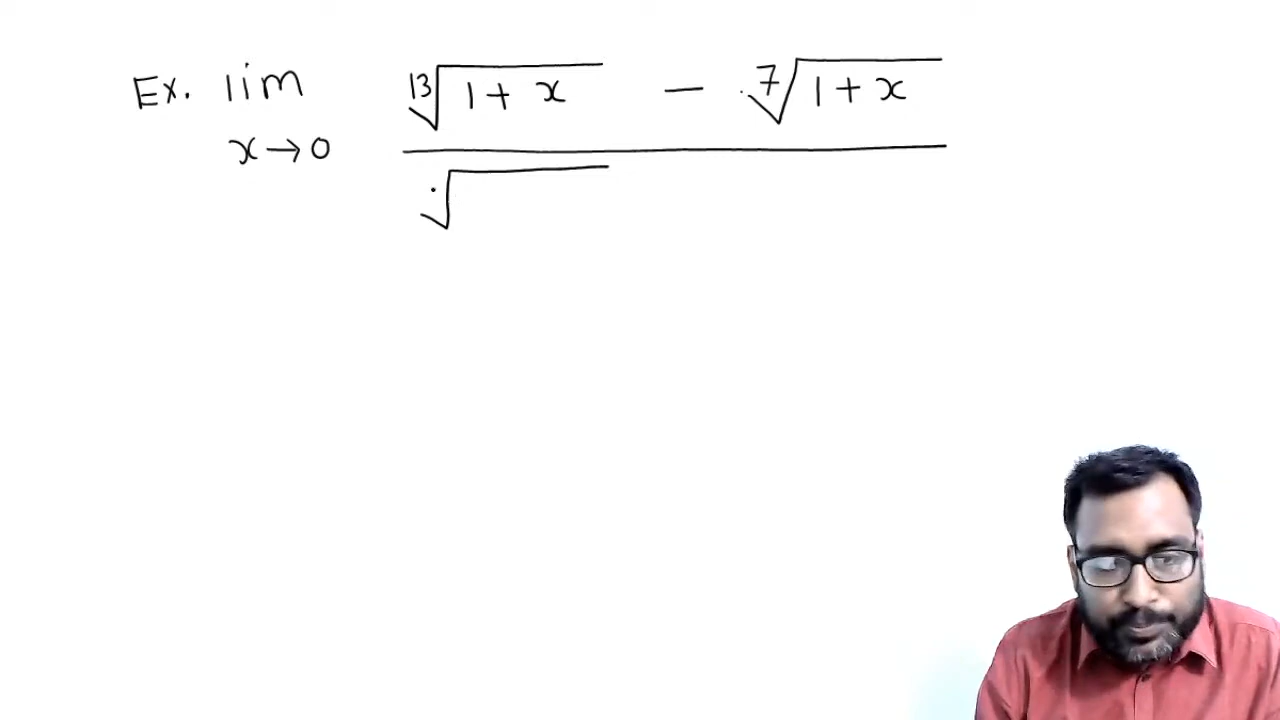 Ex. lim
x→0
13√1 + x − 7√1 + x
√